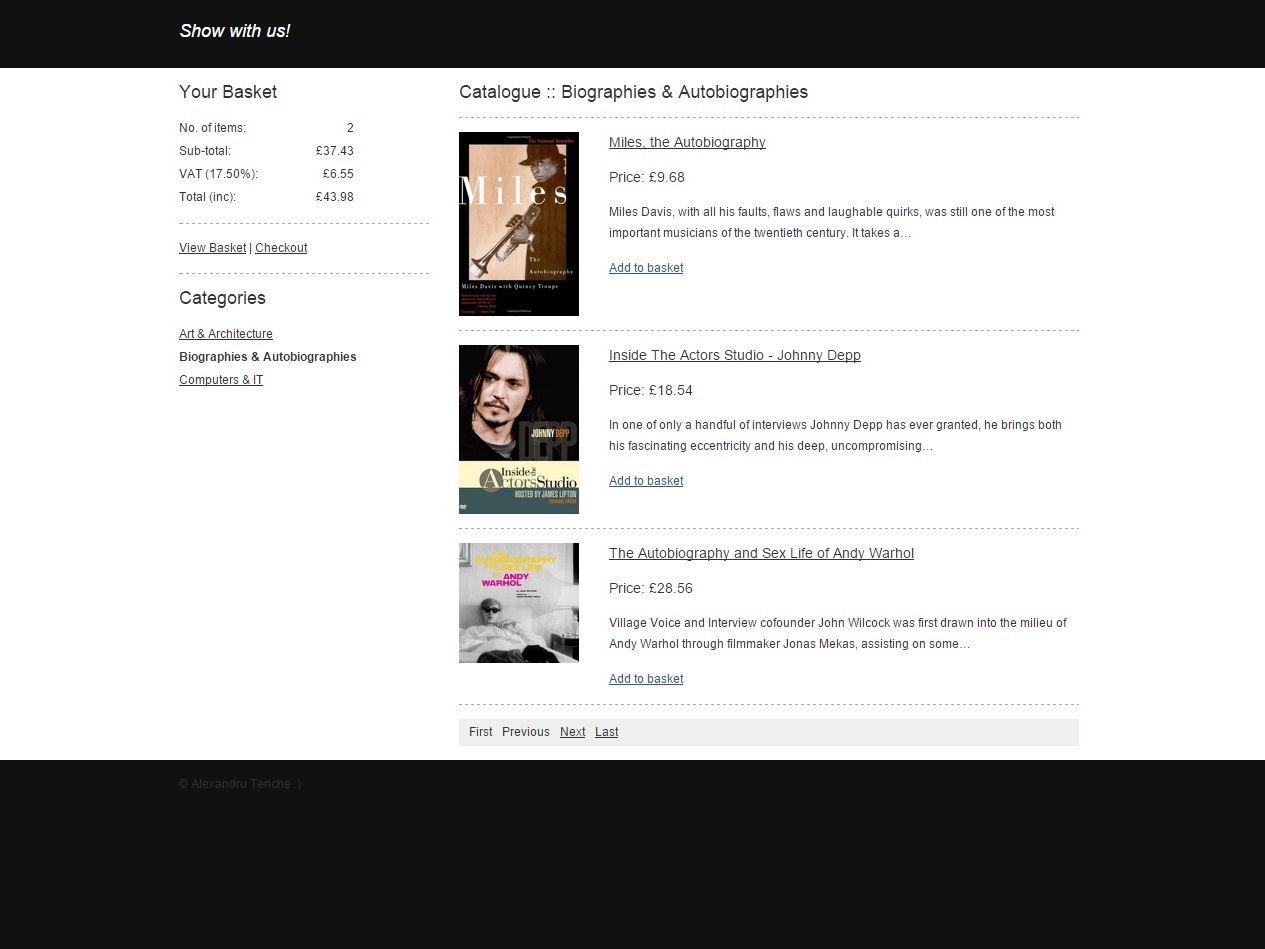 Show with us!
Your Basket
No. of items: 2
Sub-total: £37.43
VAT (17.50%): £6.55
Total (inc): £43.98
View Basket | Checkout
Categories
Art & Architecture
Biographies & Autobiographies
Computers & IT
Catalogue :: Biographies & Autobiographies
Miles
The
Autobiography
Miles Davis with Quincy Troupe
Miles, the Autobiography
Price: £9.68
Miles Davis, with all his faults, flaws and laughable quirks, was still one of the most
important musicians of the twentieth century. It takes a…
Add to basket
JOHNNY DEPP
DEPP
Inside the
Actors Studio
HOSTED BY JAMES LIPTON
Inside The Actors Studio - Johnny Depp
Price: £18.54
In one of only a handful of interviews Johnny Depp has ever granted, he brings both
his fascinating eccentricity and his deep, uncompromising…
Add to basket
THE
AUTOBIOGRAPHY
AND SEX LIFE
OF ANDY
WARHOL
The Autobiography and Sex Life of Andy Warhol
Price: £28.56
Village Voice and Interview cofounder John Wilcock was first drawn into the milieu of
Andy Warhol through filmmaker Jonas Mekas, assisting on some…
Add to basket
First Previous Next Last
© Alexandru Tenche :)